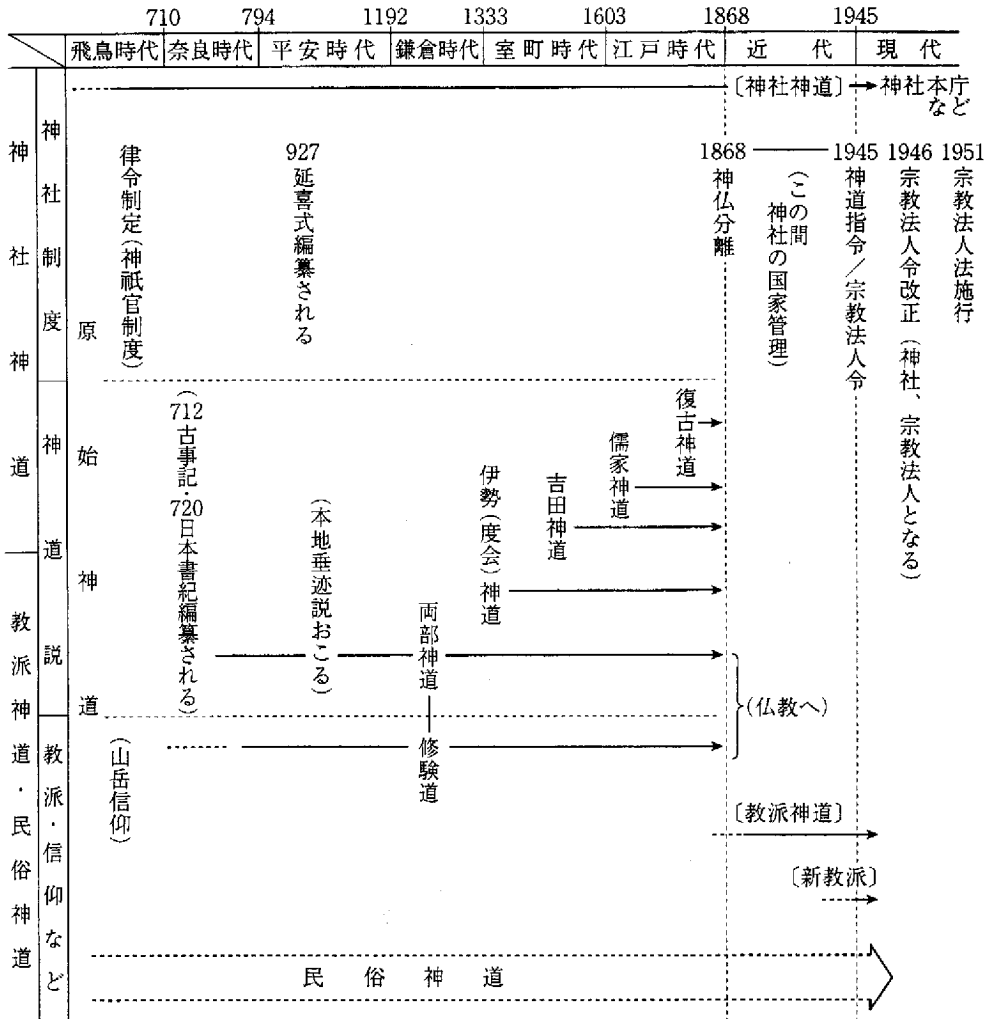 710 794 1192 1333 1603 1868 1945
飛鳥時代 奈良時代 平安時代 鎌倉時代 室町時代 江戸時代 近代 現代
神社神道
教派神道・民俗神道
神社制度
神道説
教派・信仰など
原始神道
〔神社神道〕
神社本庁
など
律令制定(神祇官制度)
927
延喜式編纂される
1868
神仏分離
(この間
神社の国家管理)
1945
神道指令/宗教法人令
1946
宗教法人令改正(神社、宗教法人となる)
1951
宗教法人法施行
(712古事記・720日本書紀編纂される)
(本地垂迹説おこる)
両部神道
伊勢(度会)神道
吉田神道
儒家神道
復古神道
(仏教へ)
(山岳信仰)
修験道
〔教派神道〕
〔新教派〕
民俗神道